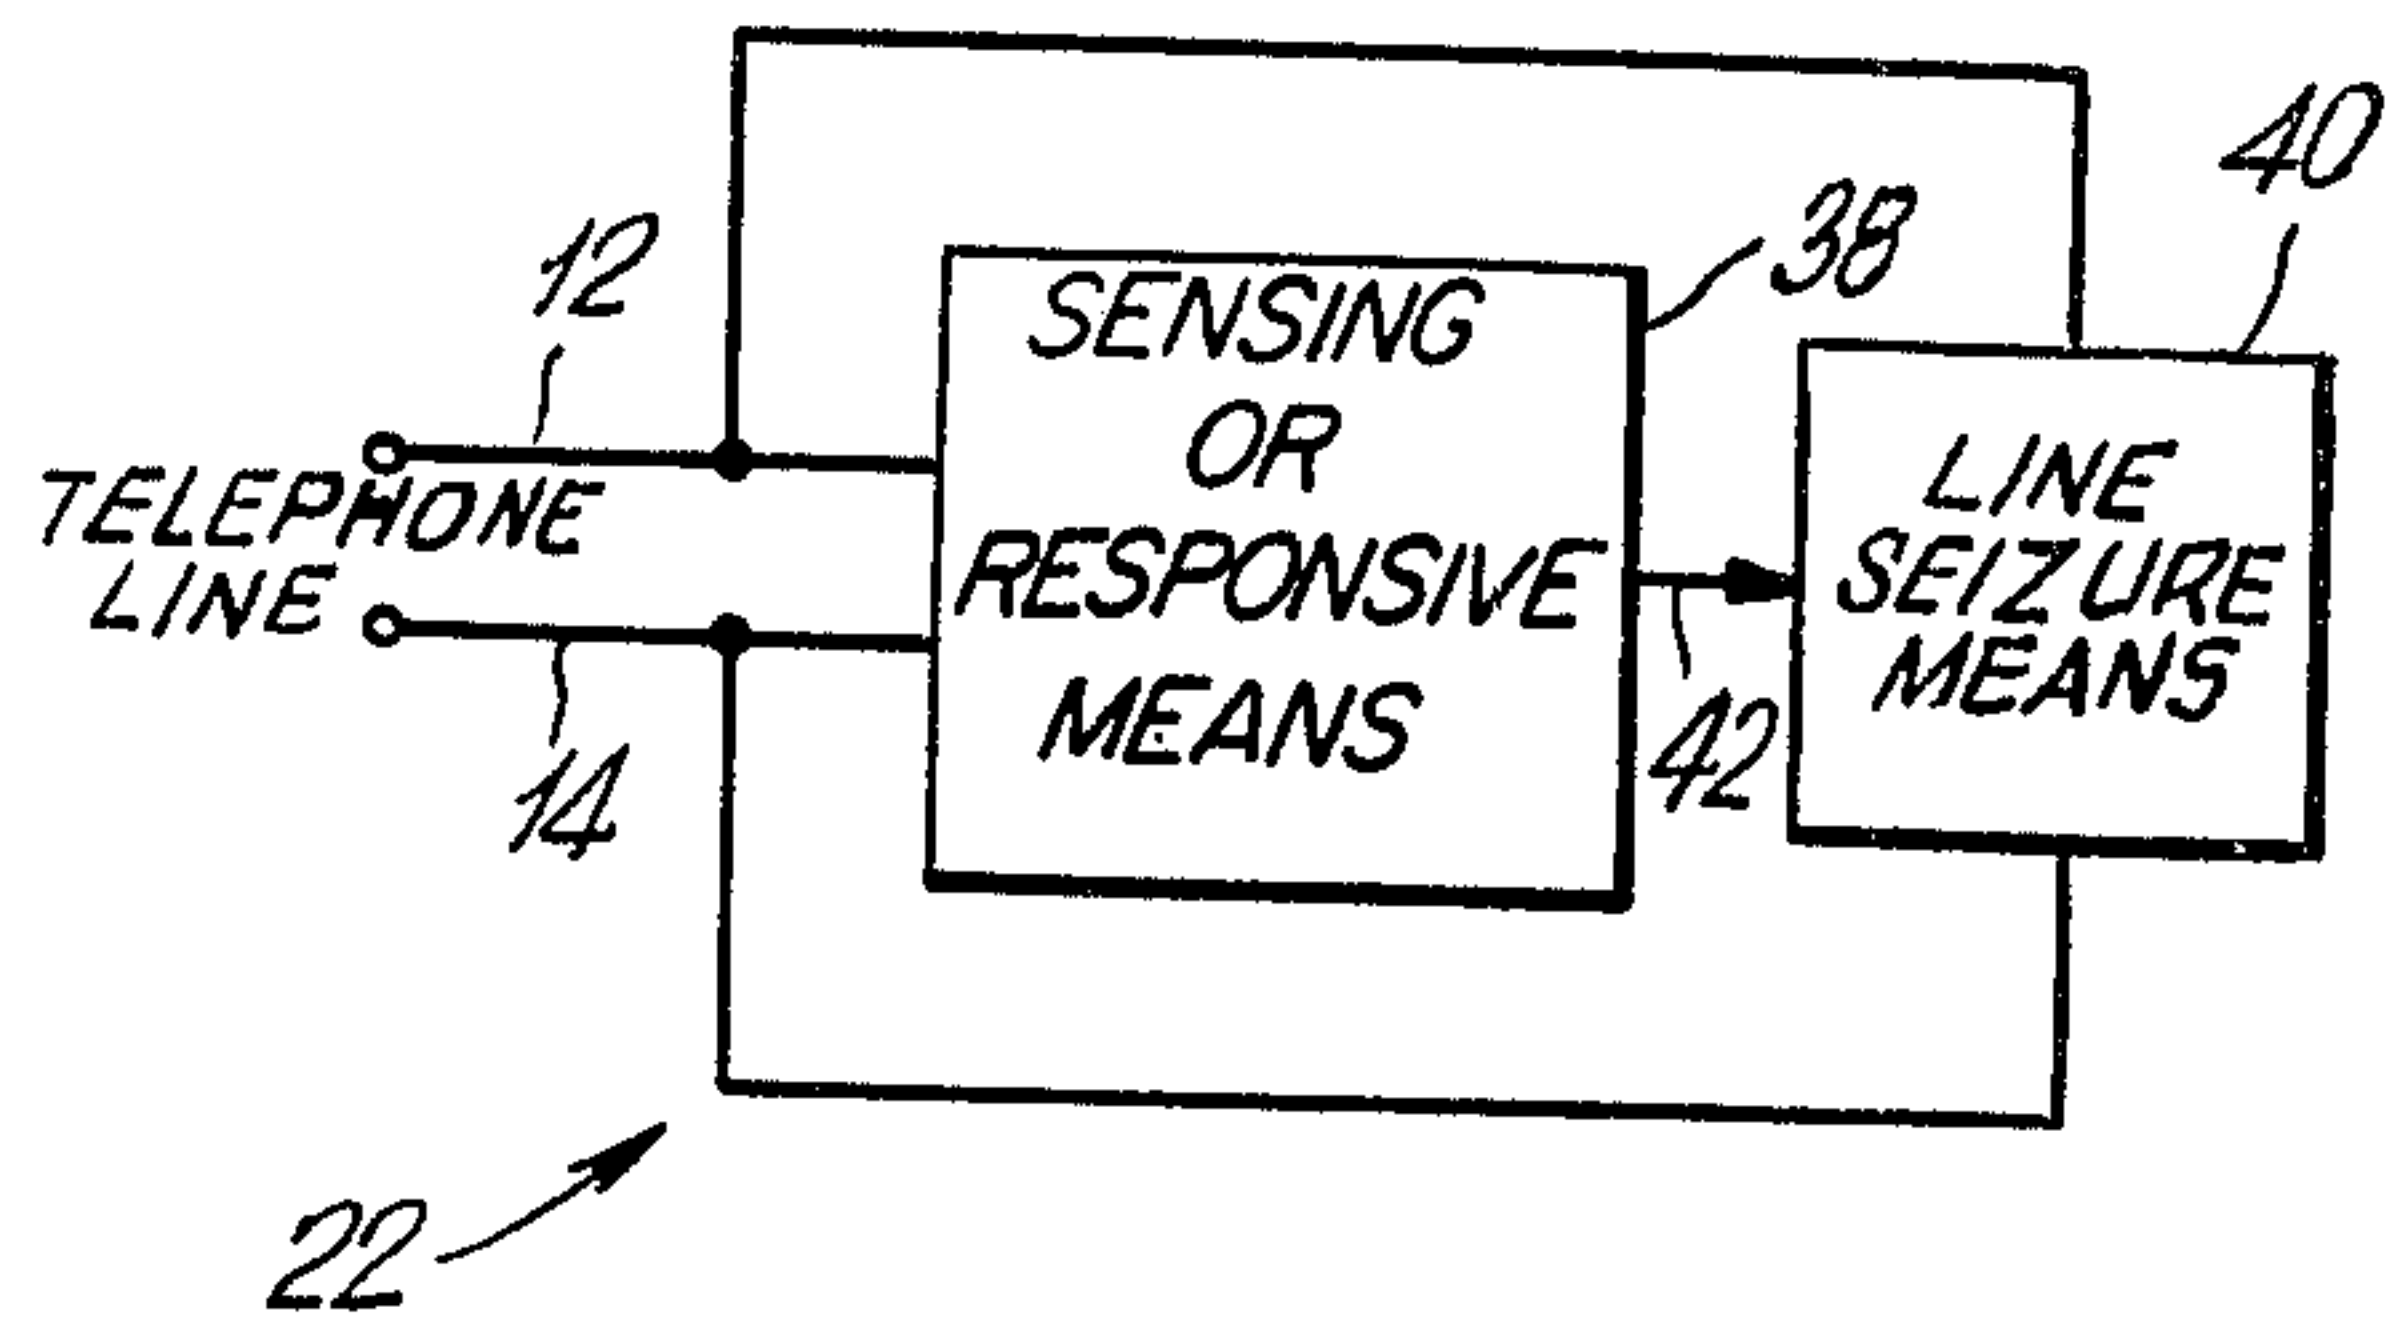 12
TELEPHONE
LINE
14
SENSING
OR
RESPONSIVE
MEANS
38
40
42
LINE
SEIZURE
MEANS
22